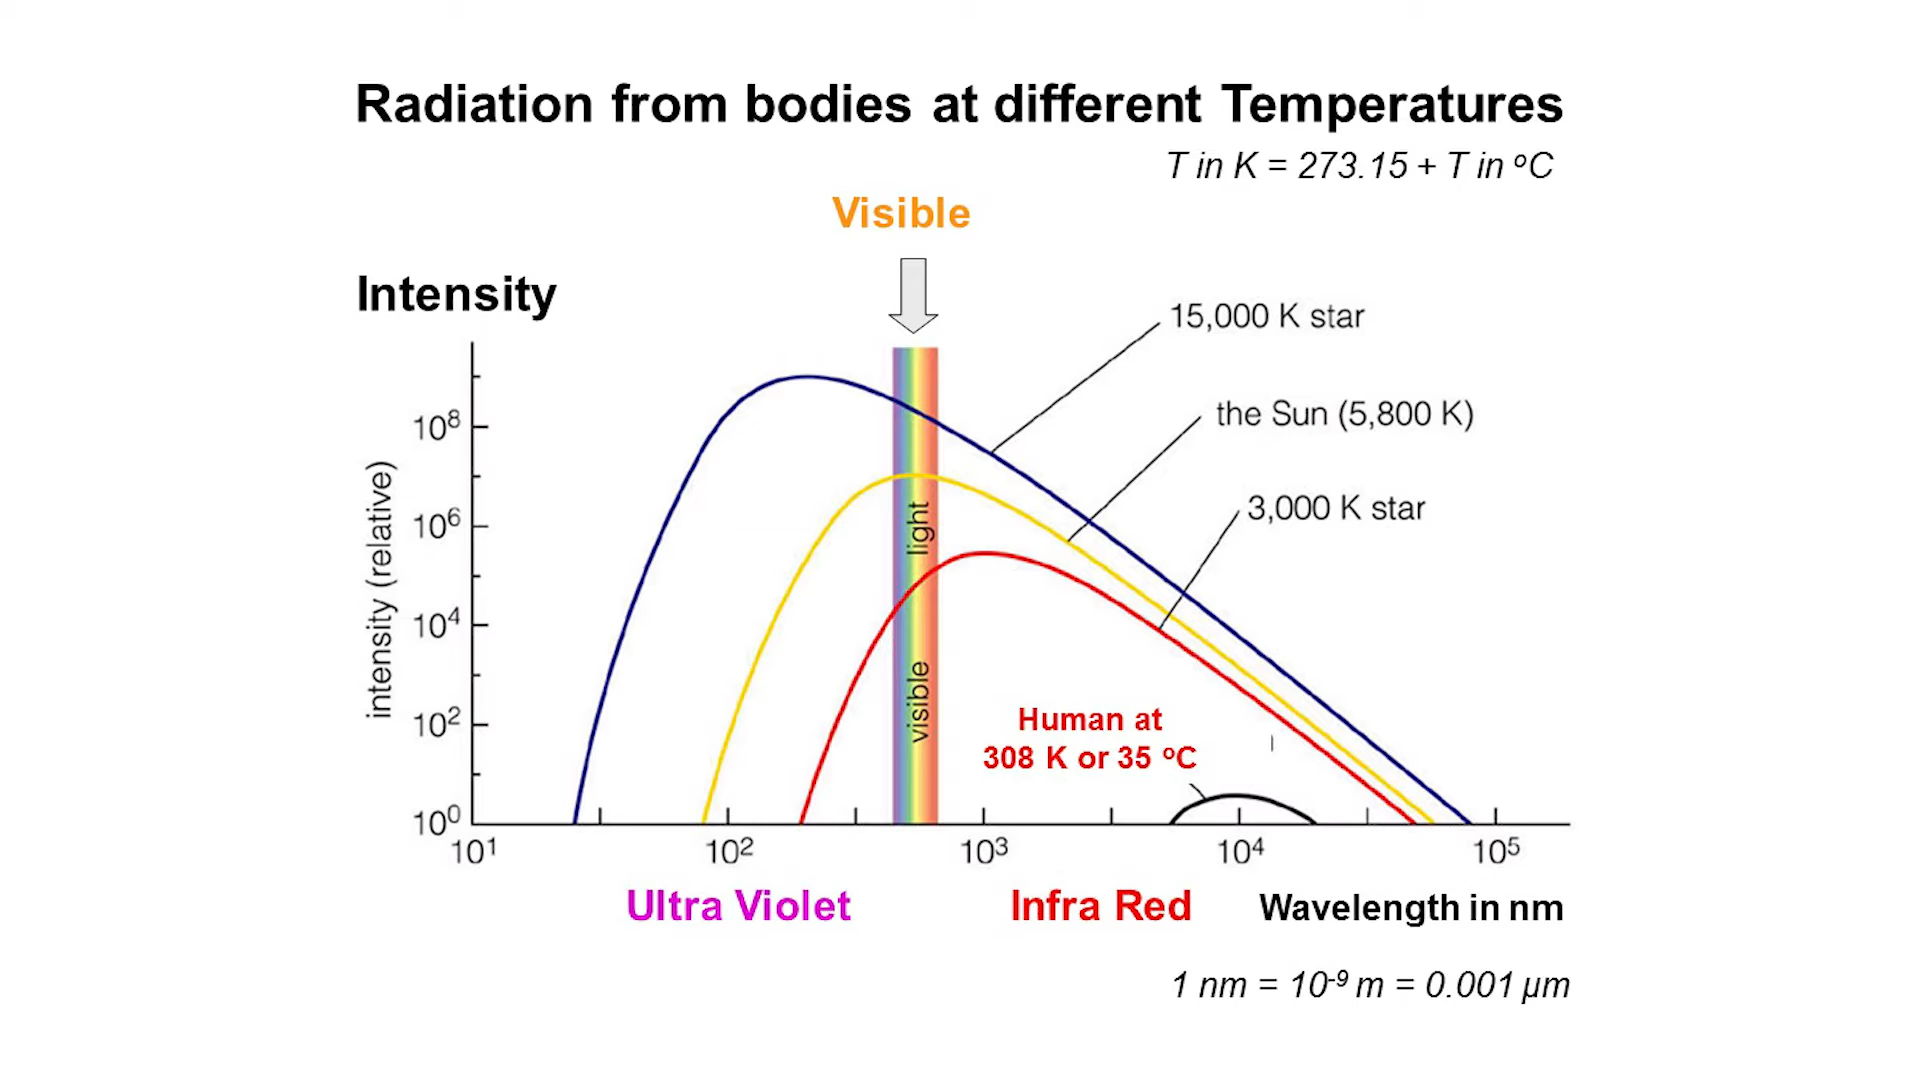 Radiation from bodies at different Temperatures
T in K = 273.15 + T in ºC
Visible
Intensity
15,000 K star
the Sun (5,800 K)
3,000 K star
intensity (relative)
10⁸
10⁶
10⁴
10²
10⁰
light
visible
Human at
308 K or 35 ºC
10¹ 10² 10³ 10⁴ 10⁵
Ultra Violet Infra Red Wavelength in nm
1 nm = 10⁻⁹ m = 0.001 µm